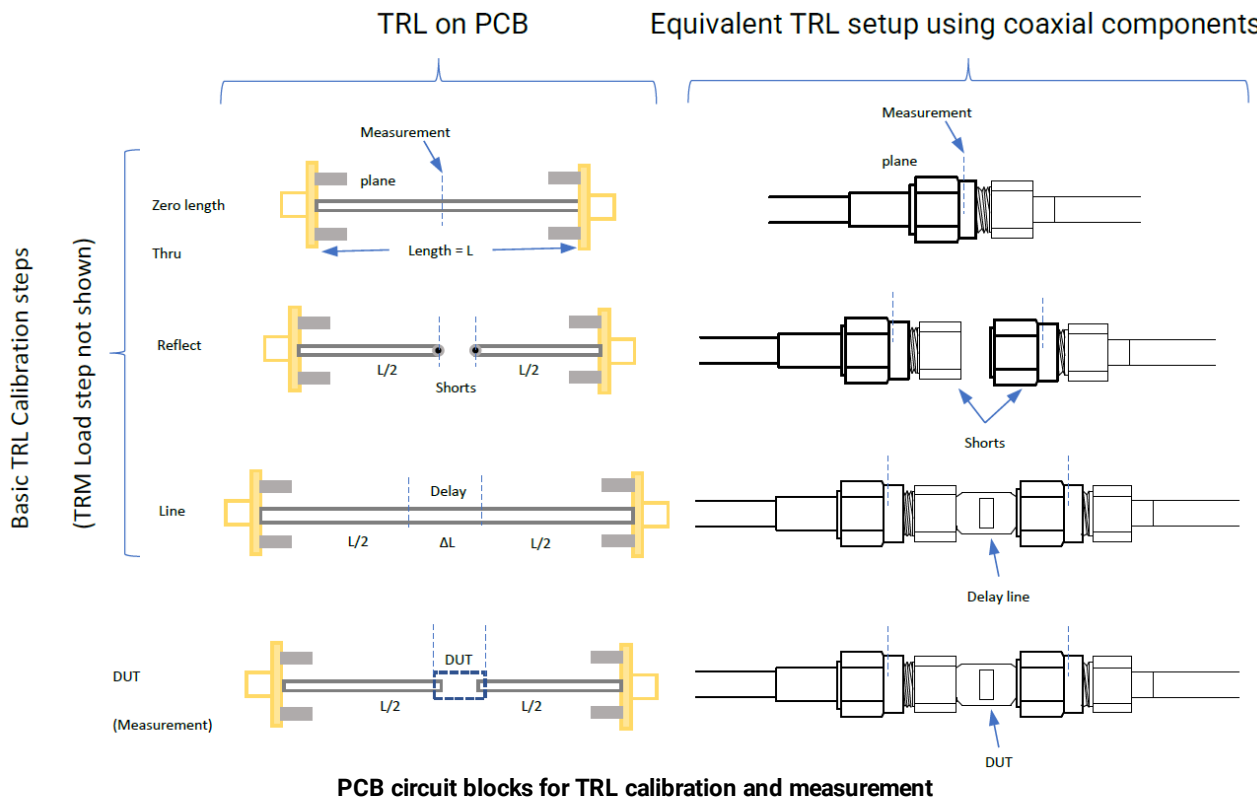 TRL on PCB
Equivalent TRL setup using coaxial components
Measurement
plane
Measurement
plane
Basic TRL Calibration steps
(TRM Load step not shown)
Zero length
Thru
Length = L
Reflect
L/2
L/2
Shorts
Shorts
Line
Delay
L/2
ΔL
L/2
Delay line
DUT
(Measurement)
DUT
L/2
L/2
DUT
PCB circuit blocks for TRL calibration and measurement